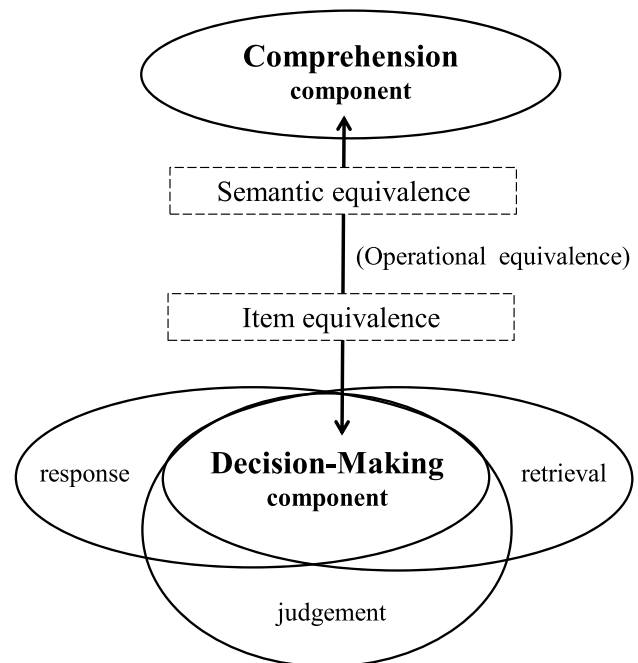 Comprehension
component
Semantic equivalence
(Operational equivalence)
Item equivalence
response
Decision-Making
component
retrieval
judgement